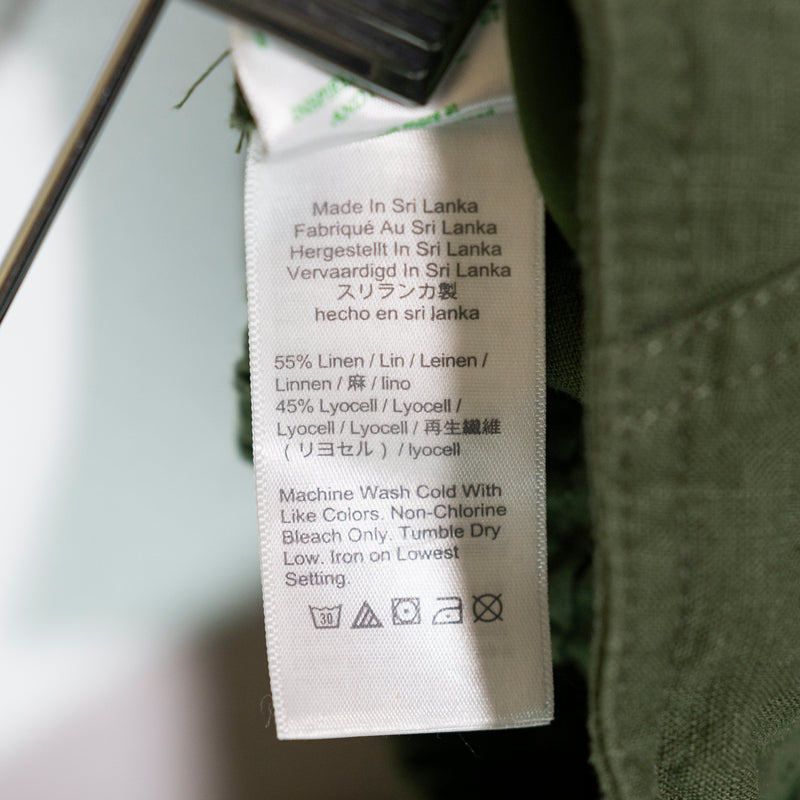 Made In Sri Lanka
Fabriqué Au Sri Lanka
Hergestellt In Sri Lanka
Vervaardigd In Sri Lanka
スリランカ製
hecho en sri lanka
55% Linen / Lin / Leinen /
Linnen / 麻 / lino
45% Lyocell / Lyocell /
Lyocell / Lyocell / 再生繊維
(リヨセル) / lyocell
Machine Wash Cold With
Like Colors. Non-Chlorine
Bleach Only. Tumble Dry
Low. Iron on Lowest
Setting.
30